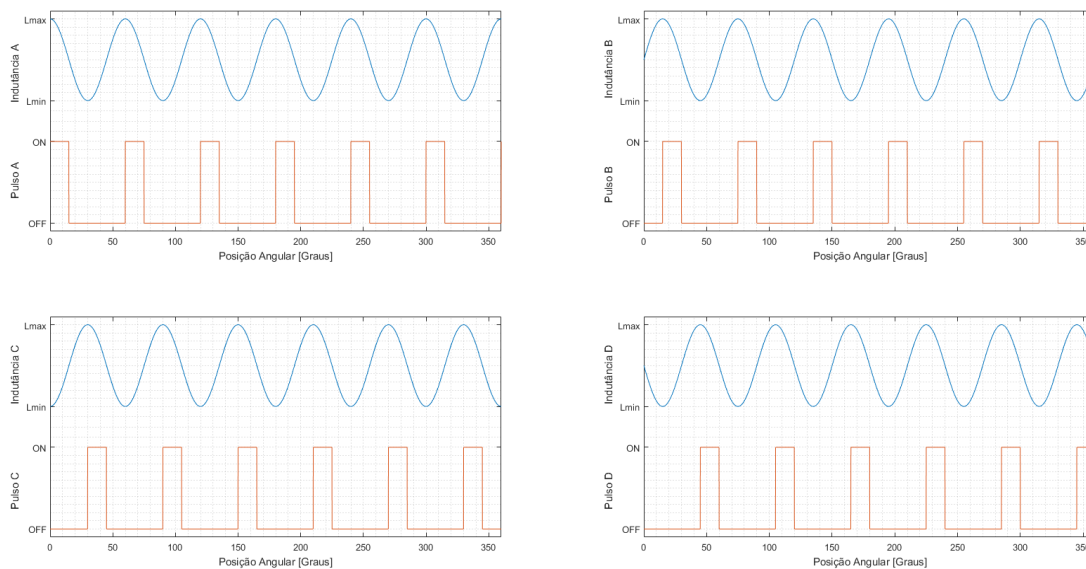 Lmax
Indutância A
Lmin
ON
Pulso A
OFF
0 50 100 150 200 250 300 350
Posição Angular [Graus]
Lmax
Indutância B
Lmin
ON
Pulso B
OFF
0 50 100 150 200 250 300 35
Posição Angular [Graus]
Lmax
Indutância C
Lmin
ON
Pulso C
OFF
0 50 100 150 200 250 300 350
Posição Angular [Graus]
Lmax
Indutância D
Lmin
ON
Pulso D
OFF
0 50 100 150 200 250 300 35
Posição Angular [Graus]